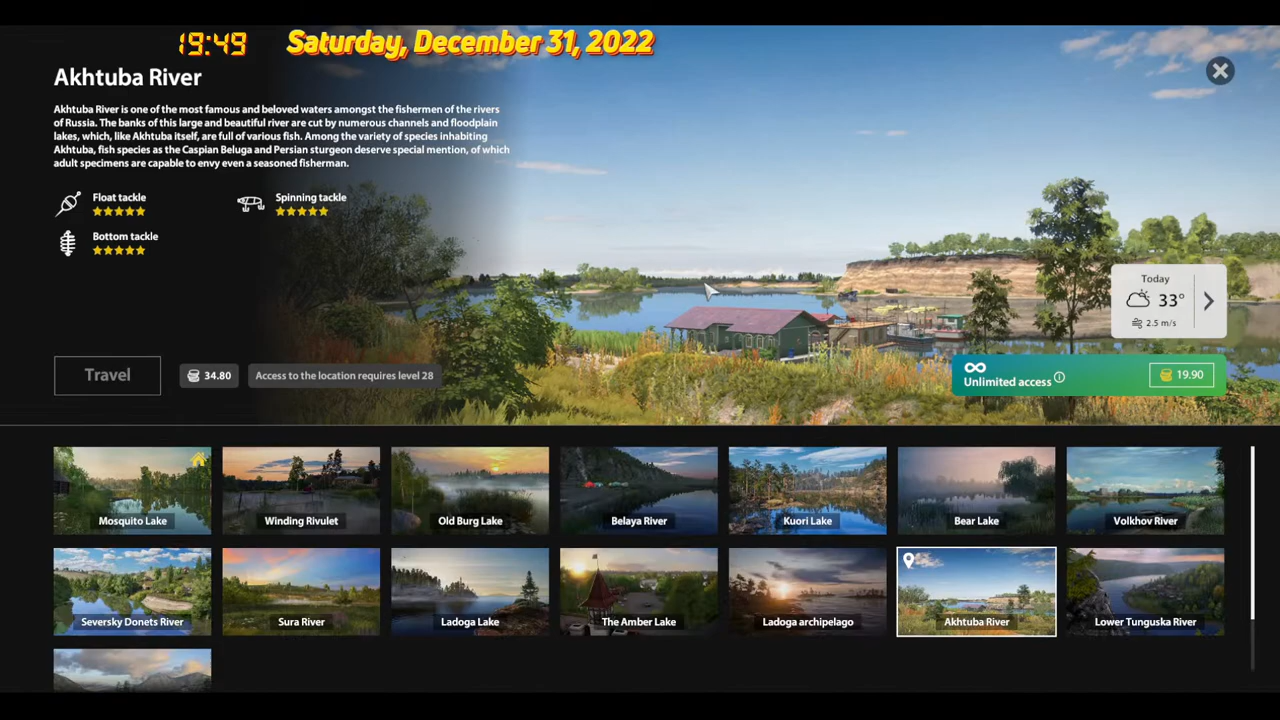 19:49
Saturday, December 31, 2022
Akhtuba River
Akhtuba River is one of the most famous and beloved waters amongst the fishermen of the rivers
of Russia. The banks of this large and beautiful river are cut by numerous channels and floodplain
lakes, which, like Akhtuba itself, are full of various fish. Among the variety of species inhabiting
Akhtuba, fish species as the Caspian Beluga and Persian sturgeon deserve special mention, of which
adult specimens are capable to envy even a seasoned fisherman.
Float tackle
Spinning tackle
Bottom tackle
Today
33°
2.5 m/s
Travel
34.80
Access to the location requires level 28
Unlimited access
19.90
Mosquito Lake
Winding Rivulet
Old Burg Lake
Belaya River
Kuori Lake
Bear Lake
Volkhov River
Seversky Donets River
Sura River
Ladoga Lake
The Amber Lake
Ladoga archipelago
Akhtuba River
Lower Tunguska River